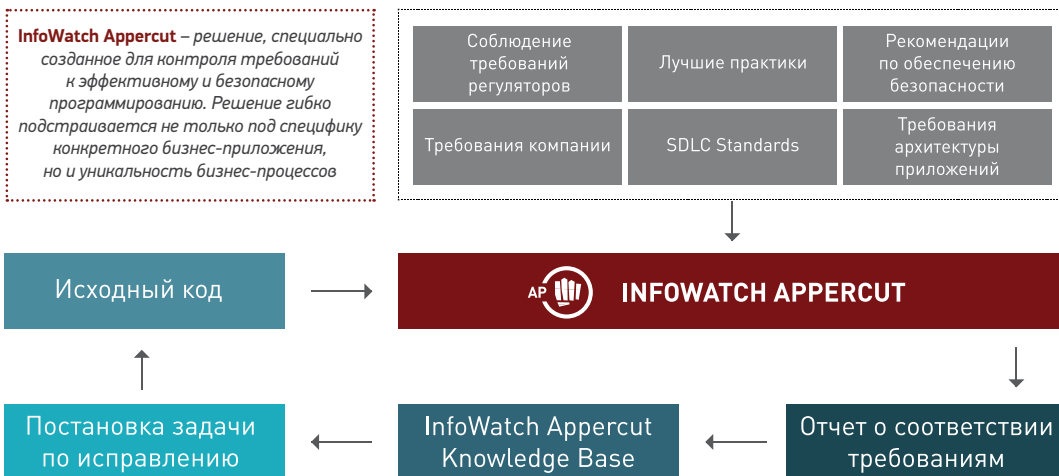 InfoWatch Appercut – решение, специально
созданное для контроля требований
к эффективному и безопасному
программированию. Решение гибко
подстраивается не только под специфику
конкретного бизнес-приложения,
но и уникальность бизнес-процессов
Соблюдение
требований
регуляторов
Лучшие практики
Рекомендации
по обеспечению
безопасности
Требования компании
SDLC Standards
Требования
архитектуры
приложений
Исходный код
AP
INFOWATCH APPERCUT
Постановка задачи
по исправлению
InfoWatch Appercut
Knowledge Base
Отчет о соответствии
требованиям